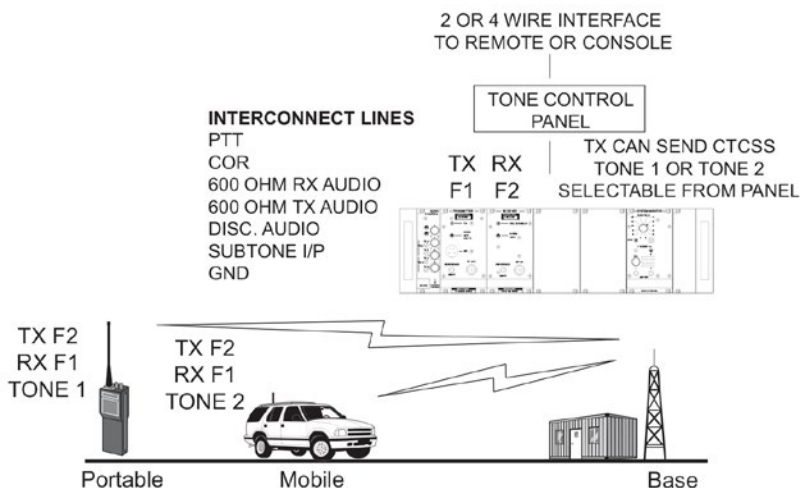 2 OR 4 WIRE INTERFACE
TO REMOTE OR CONSOLE
TONE CONTROL
PANEL
INTERCONNECT LINES
PTT
COR
600 OHM RX AUDIO
600 OHM TX AUDIO
DISC. AUDIO
SUBTONE I/P
GND
TX RX
F1 F2
TX CAN SEND CTCSS
TONE 1 OR TONE 2
SELECTABLE FROM PANEL
TX F2
RX F1
TONE 1
TX F2
RX F1
TONE 2
Portable
Mobile
Base